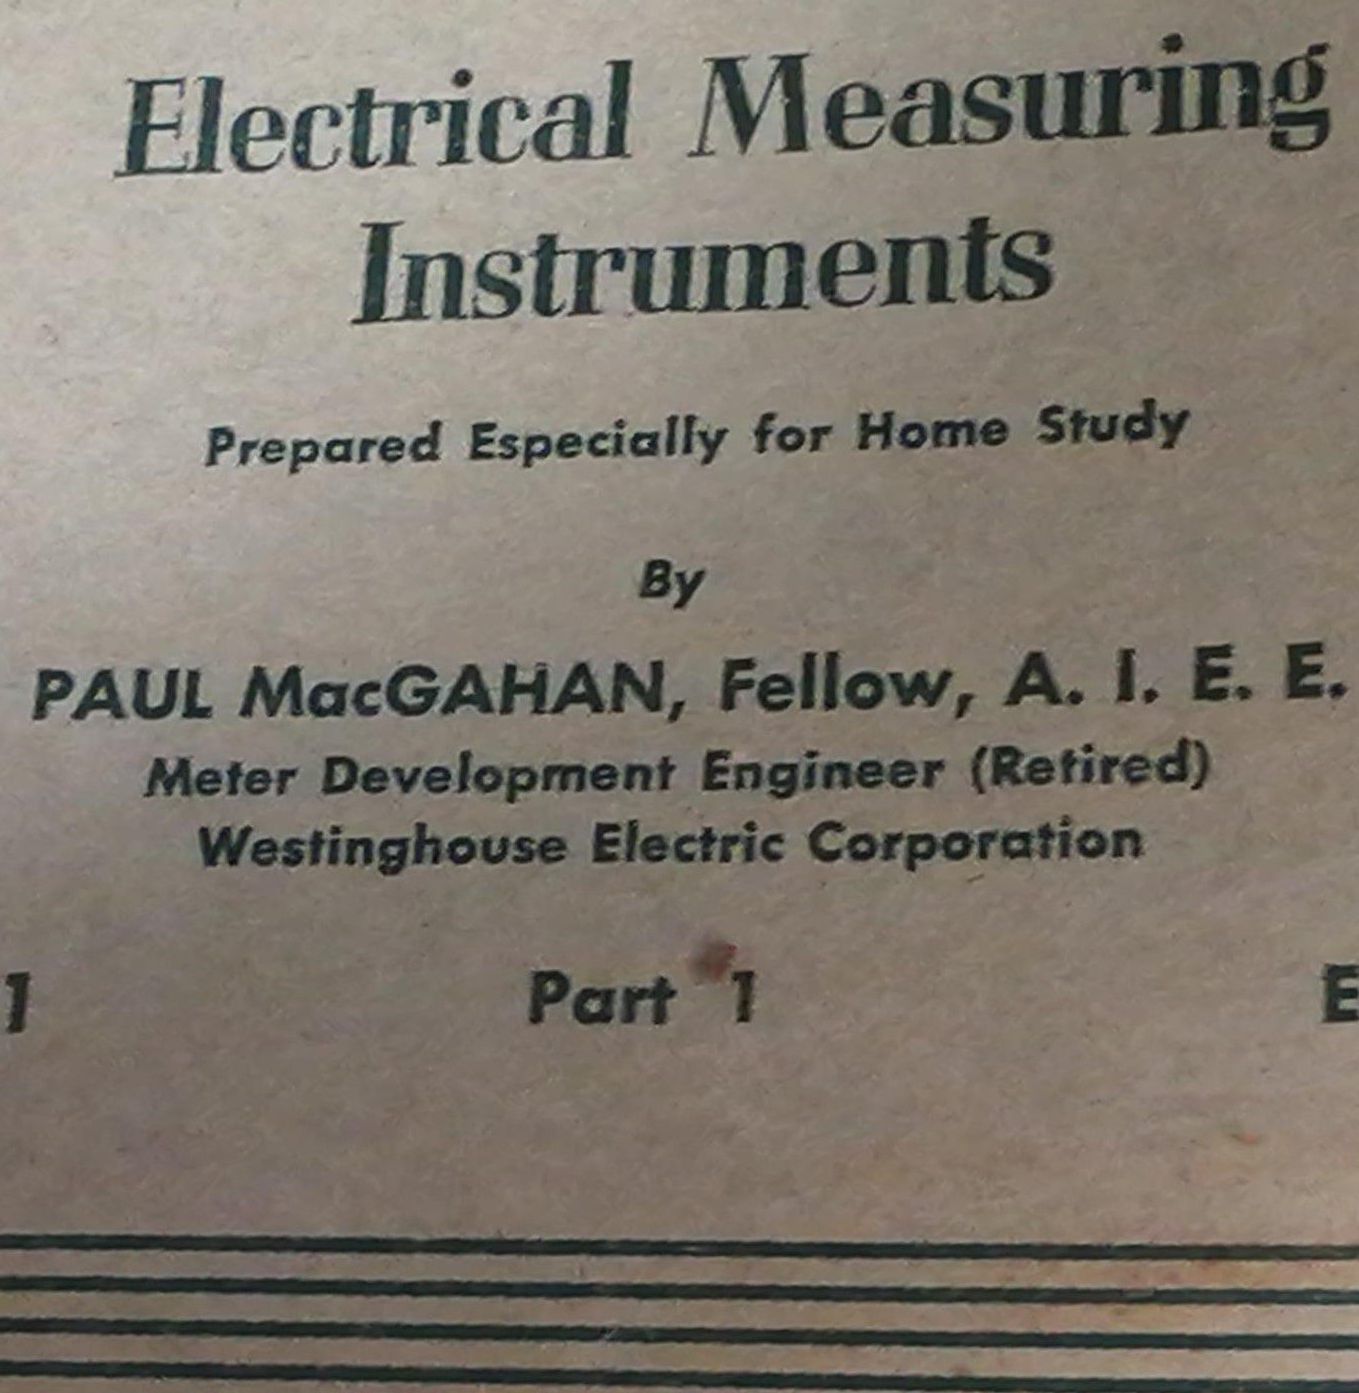 Electrical Measuring
Instruments
Prepared Especially for Home Study
By
PAUL MacGAHAN, Fellow, A. I. E. E.
Meter Development Engineer (Retired)
Westinghouse Electric Corporation
1 Part 1 E